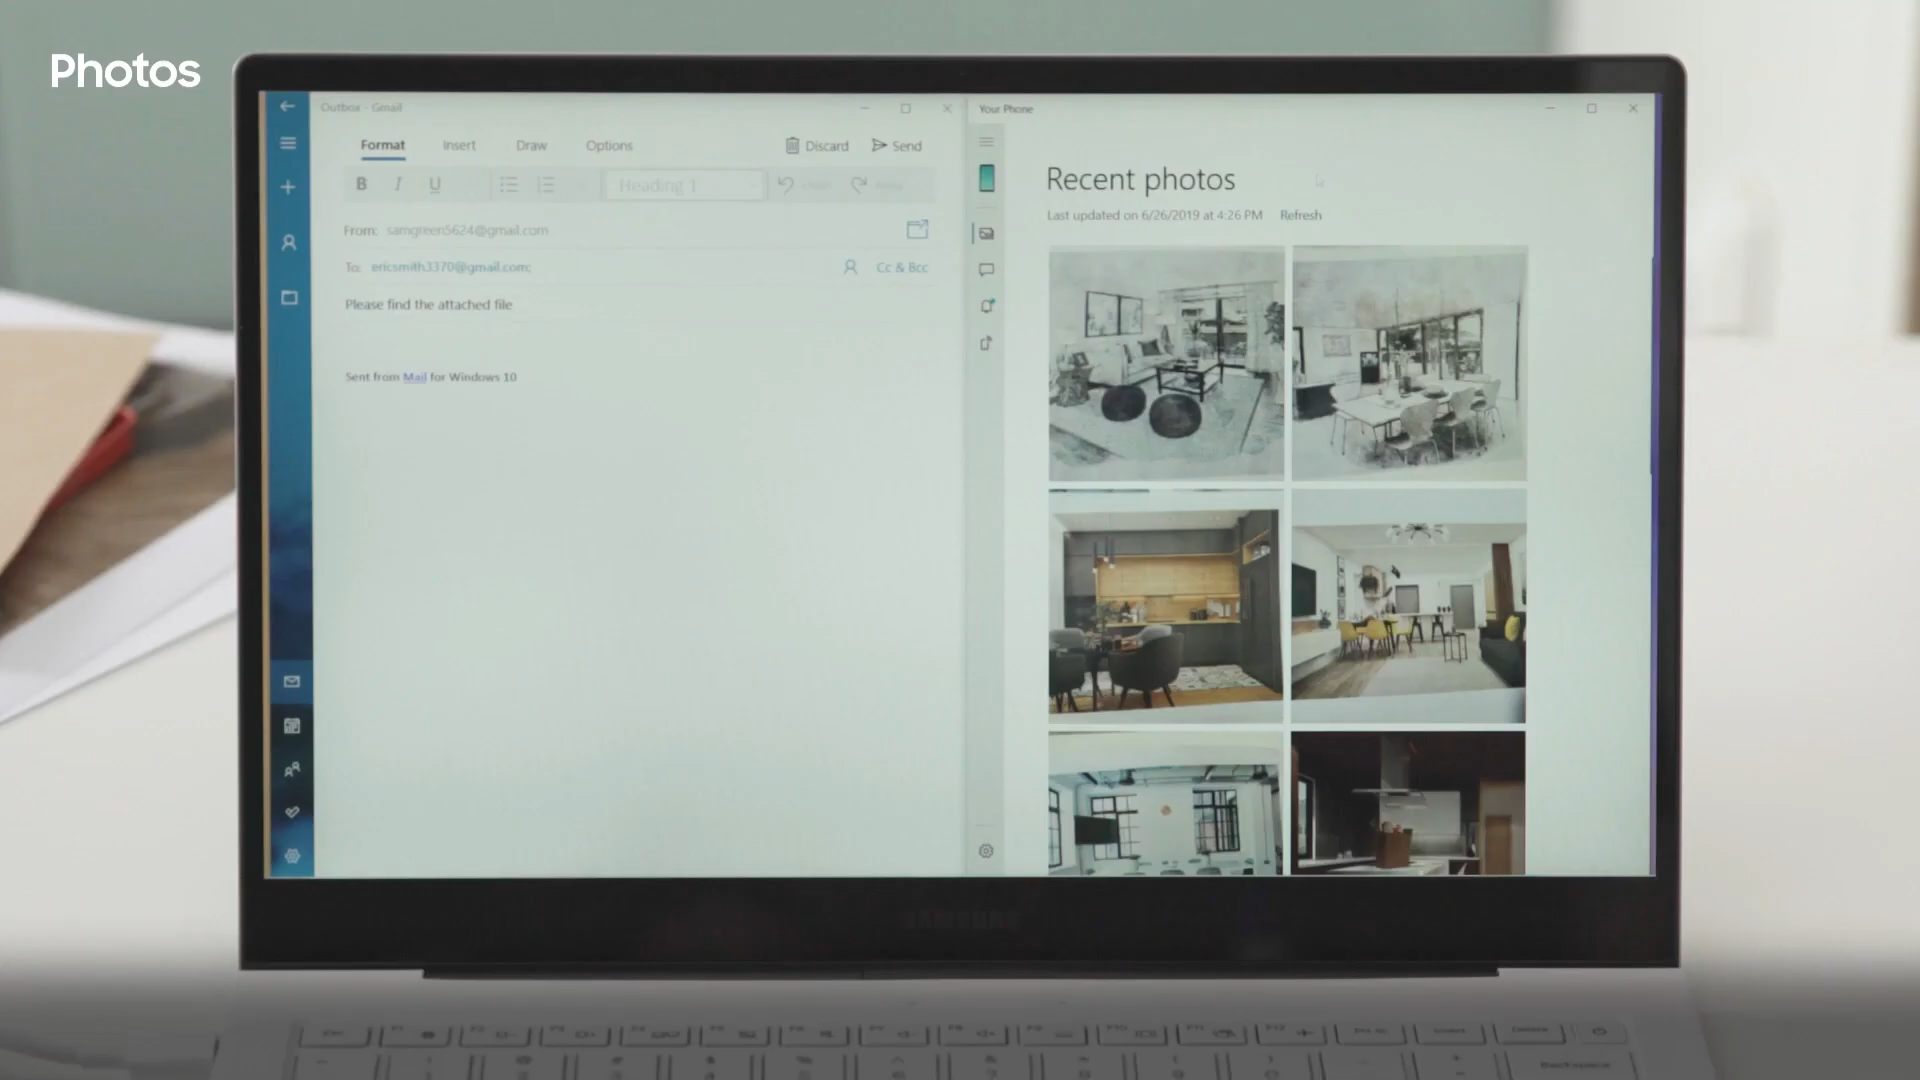 Photos
Outbox - Gmail
Format Insert Draw Options Discard Send
B I U Heading 1
From: samgreen5624@gmail.com
To: ericsmith3370@gmail.com; Cc & Bcc
Please find the attached file
Sent from Mail for Windows 10
Your Phone
Recent photos
Last updated on 6/26/2019 at 4:26 PM Refresh
SAMSUNG
Backspace